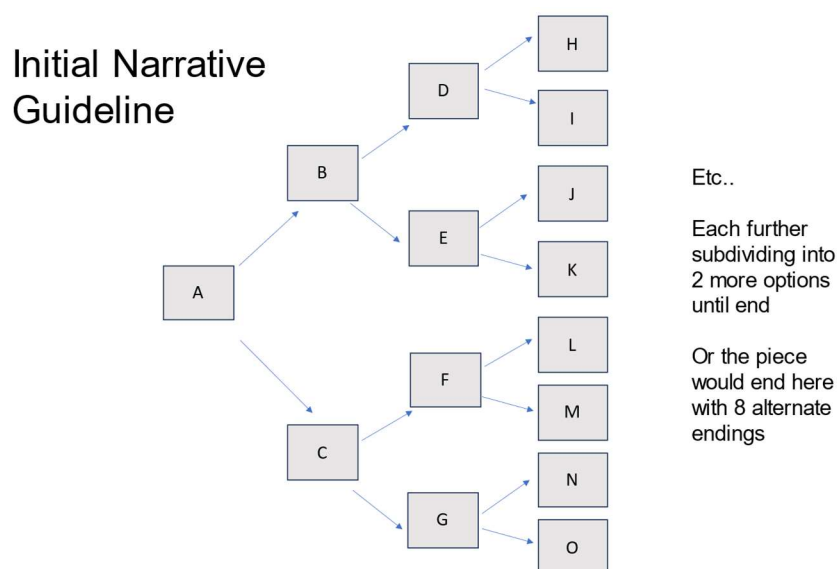 Initial Narrative
Guideline
A
B
C
D
E
F
G
H
I
J
K
L
M
N
O
Etc..
Each further
subdividing into
2 more options
until end
Or the piece
would end here
with 8 alternate
endings